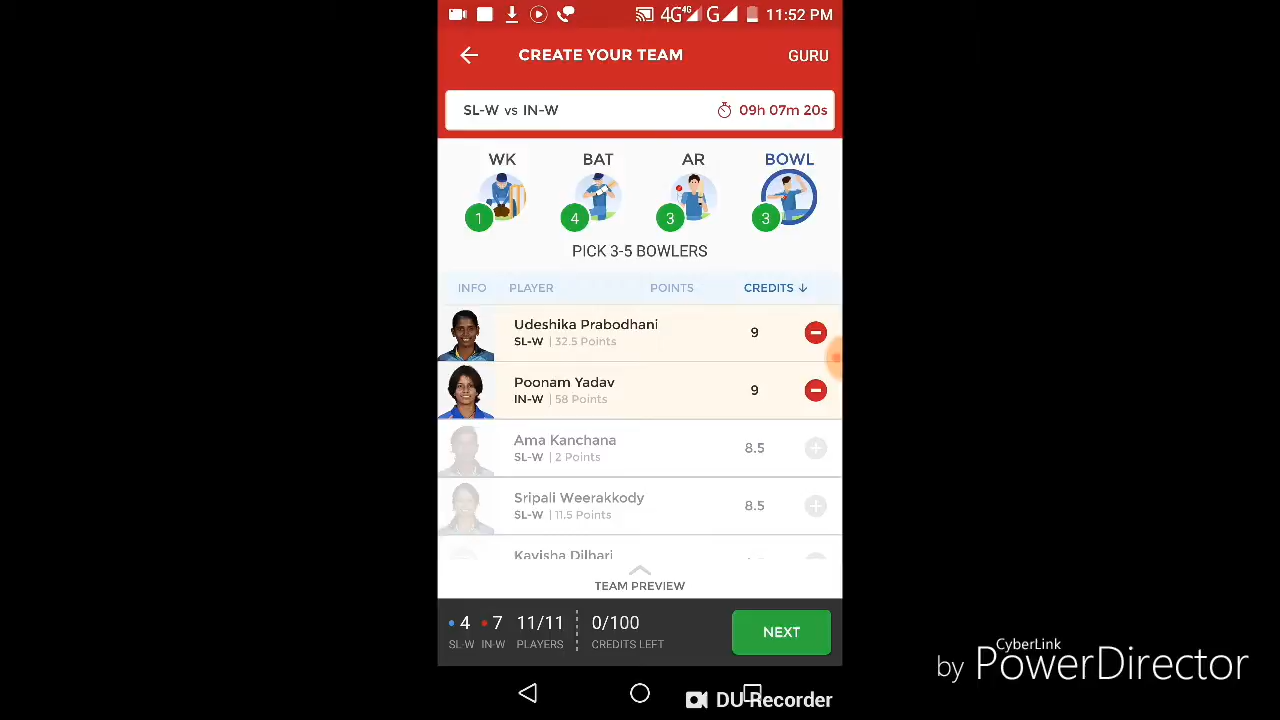 4G 4G G 11:52 PM
CREATE YOUR TEAM GURU
SL-W vs IN-W 09h 07m 20s
WK BAT AR BOWL
1 4 3 3
PICK 3-5 BOWLERS
INFO PLAYER POINTS CREDITS ↓
Udeshika Prabodhani
SL-W | 32.5 Points 9
Poonam Yadav
IN-W | 58 Points 9
Ama Kanchana
SL-W | 2 Points 8.5
Sripali Weerakkody
SL-W | 11.5 Points 8.5
Kavisha Dilhari
TEAM PREVIEW
4 7 11/11 0/100 NEXT
SL-W IN-W PLAYERS CREDITS LEFT
DU Recorder
CyberLink
by PowerDirector